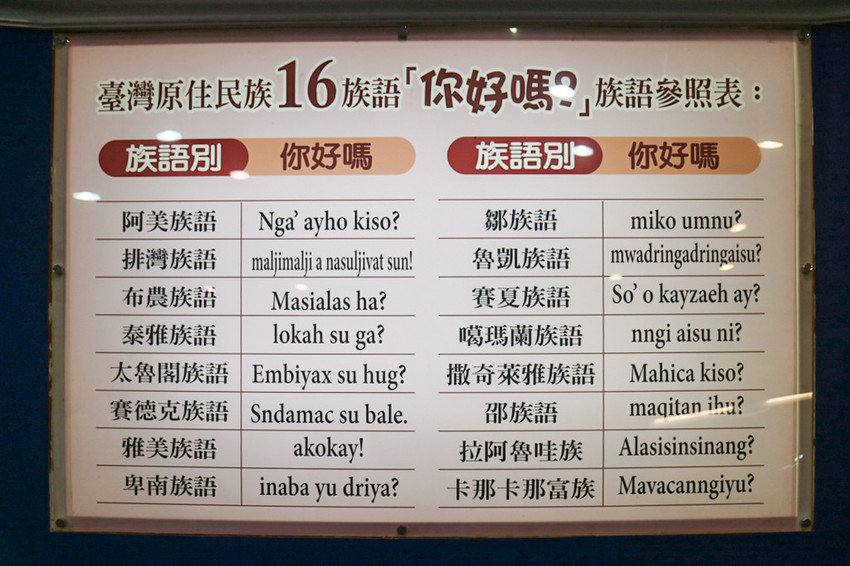 臺灣原住民族16族語「你好嗎?」族語參照表：
族語別 你好嗎
阿美族語 Nga’ ayho kiso?
排灣族語 maljimalji a nasuljivat sun!
布農族語 Masialas ha?
泰雅族語 lokah su ga?
太魯閣族語 Embiyax su hug?
賽德克族語 Sndamac su bale.
雅美族語 akokay!
卑南族語 inaba yu driya?
族語別 你好嗎
鄒族語 miko umnu?
魯凱族語 mwadringadringaisu?
賽夏族語 So’ o kayzaeh ay?
噶瑪蘭族語 nngi aisu ni?
撒奇萊雅族語 Mahica kiso?
邵族語 maqitan ihu?
拉阿魯哇族 Alasisinsinang?
卡那卡那富族 Mavacanngiyu?